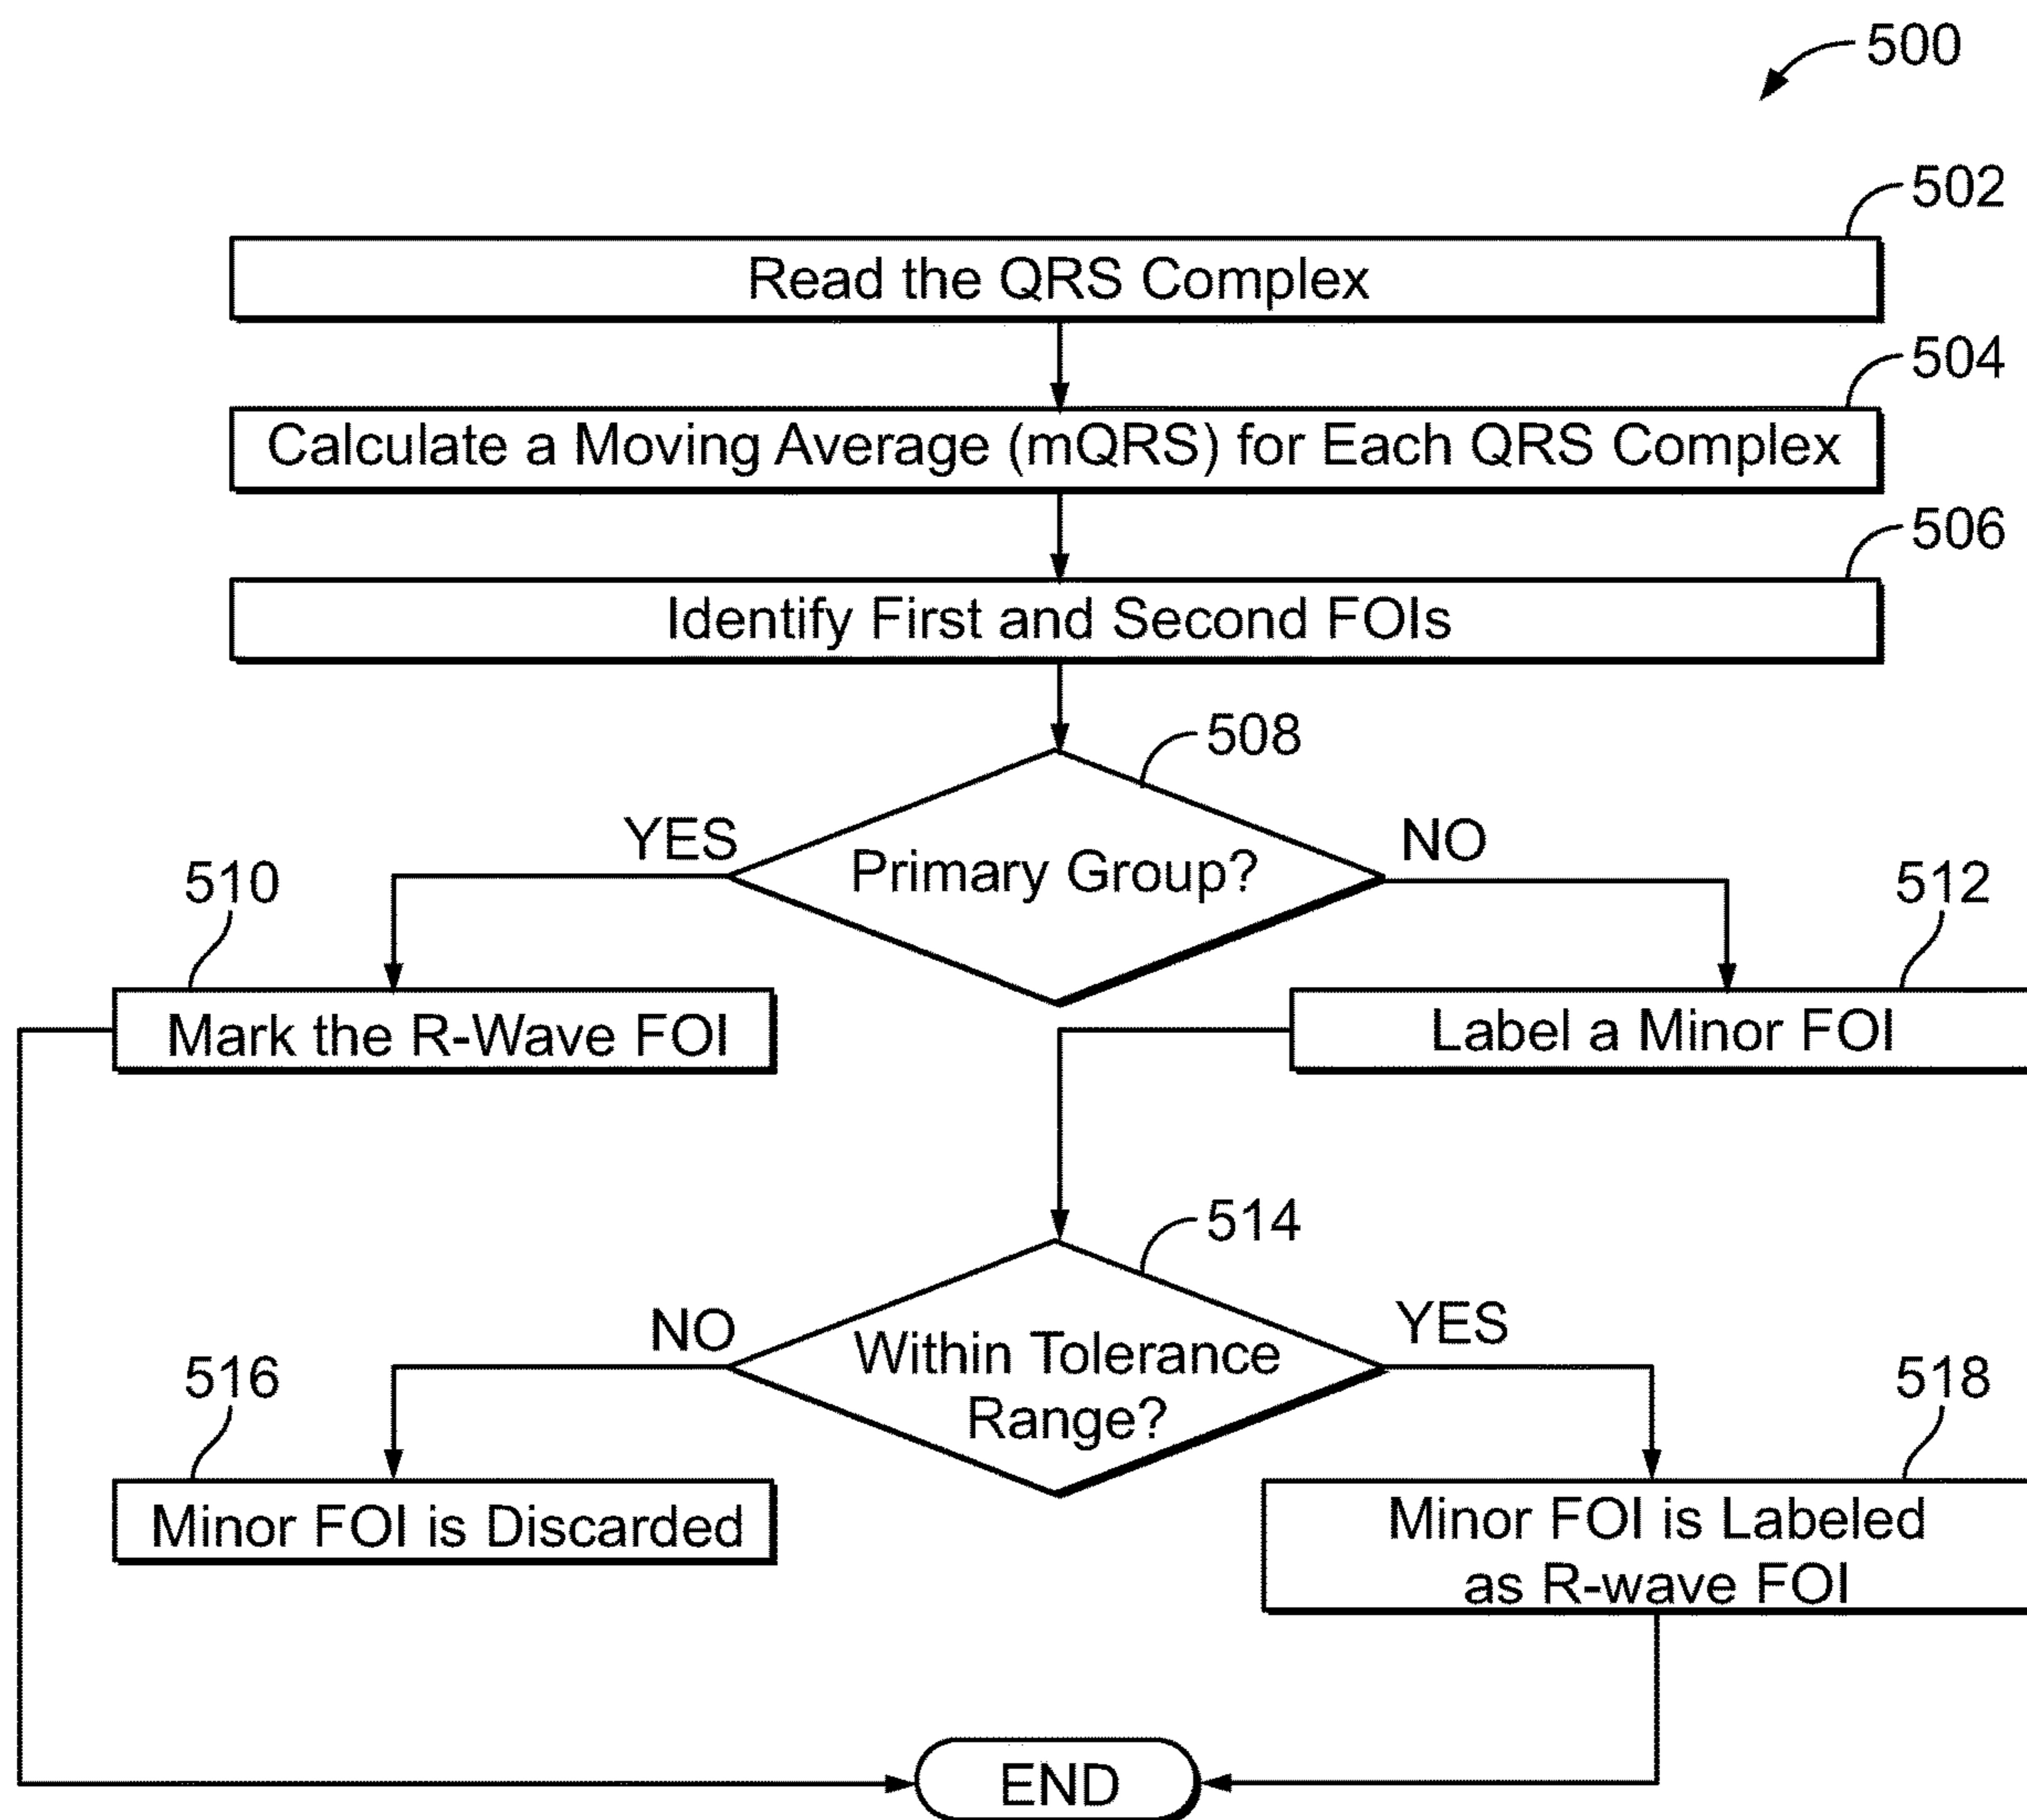 500
502
Read the QRS Complex
504
Calculate a Moving Average (mQRS) for Each QRS Complex
506
Identify First and Second FOIs
508
YES
Primary Group?
NO
510
512
Mark the R-Wave FOI
Label a Minor FOI
514
NO
Within Tolerance
Range?
YES
516
518
Minor FOI is Discarded
Minor FOI is Labeled
as R-wave FOI
END